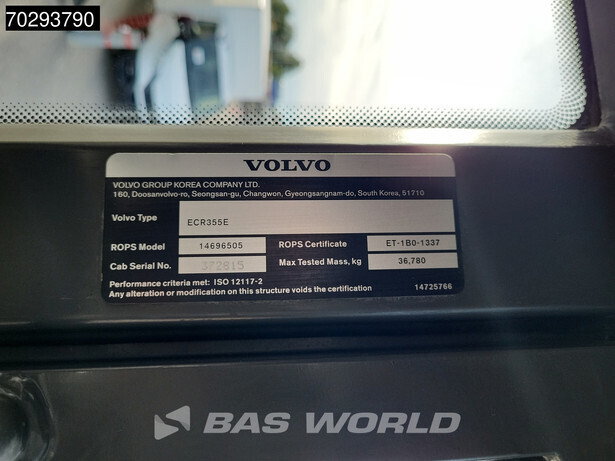 70293790
VOLVO
VOLVO GROUP KOREA COMPANY LTD.
160, Doosanvolvo-ro, Seongsan-gu, Changwon, Gyeongsangnam-do, South Korea, 51710
Volvo Type ECR355E
ROPS Model 14696505 ROPS Certificate ET-1B0-1337
Cab Serial No. 372815 Max Tested Mass, kg 36,780
Performance criteria met: ISO 12117-2
Any alteration or modification on this structure voids the certification 14725766
BAS WORLD